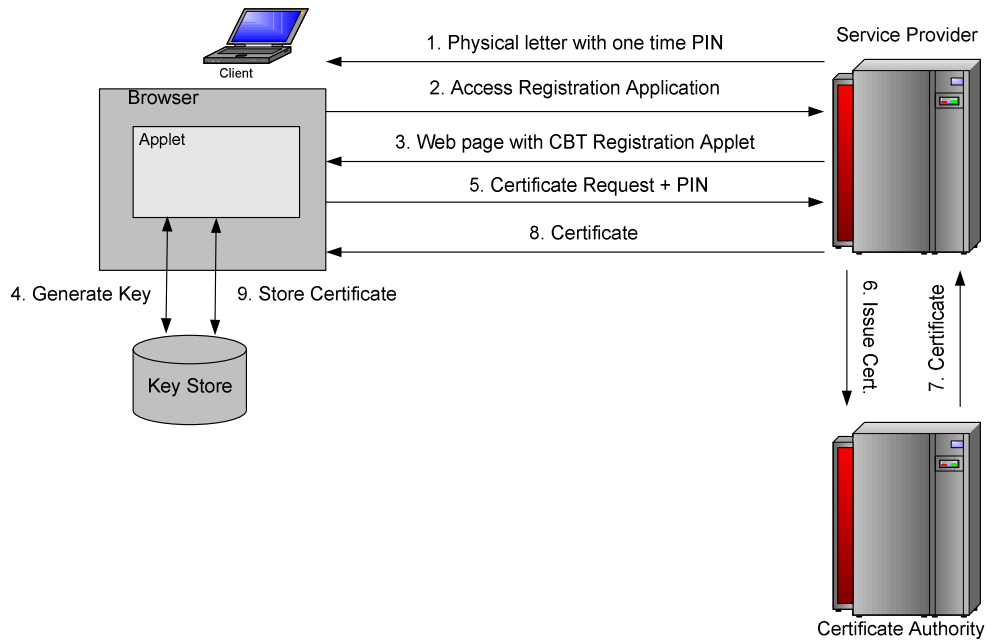 1. Physical letter with one time PIN
Service Provider
Client
2. Access Registration Application
Browser
Applet
3. Web page with CBT Registration Applet
5. Certificate Request + PIN
8. Certificate
4. Generate Key
9. Store Certificate
6. Issue Cert.
7. Certificate
Key Store
Certificate Authority